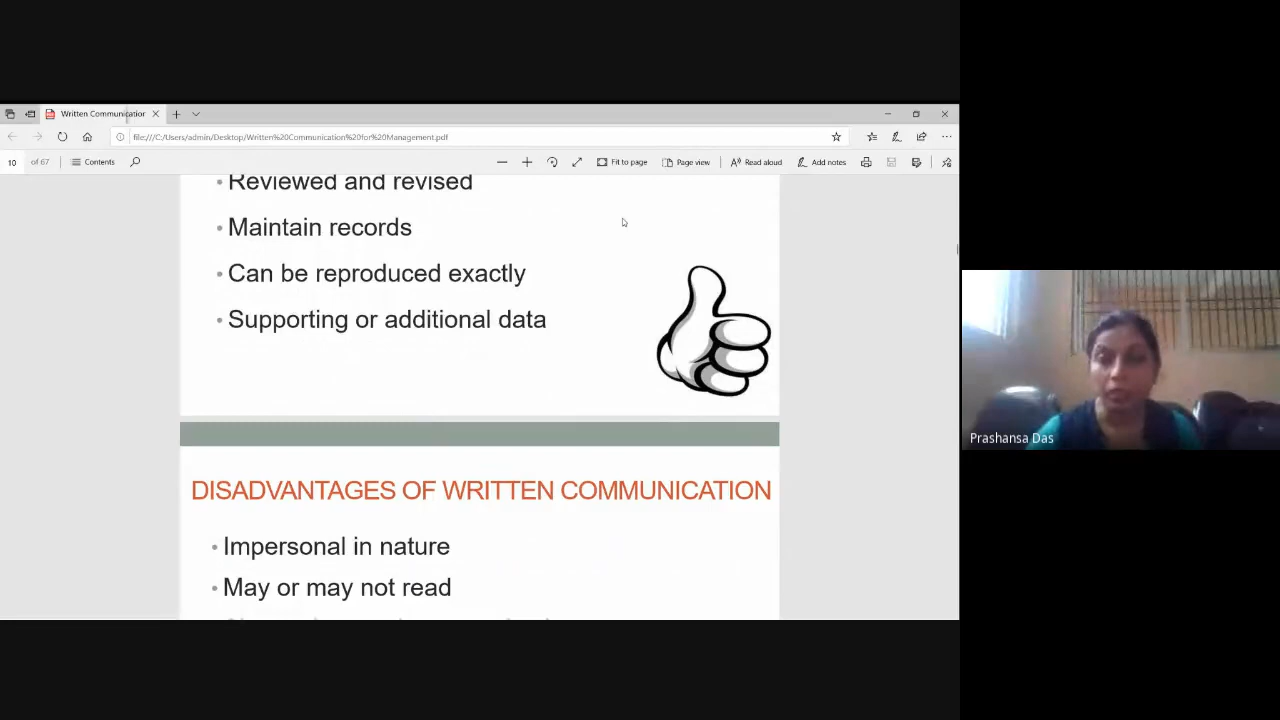 Written Communication
file:///C:/Users/admin/Desktop/Written%20Communication%20for%20Management.pdf
10 of 67 Contents Fit to page Page view Read aloud Add notes
• Reviewed and revised
• Maintain records
• Can be reproduced exactly
• Supporting or additional data
Prashansa Das
DISADVANTAGES OF WRITTEN COMMUNICATION
• Impersonal in nature
• May or may not read